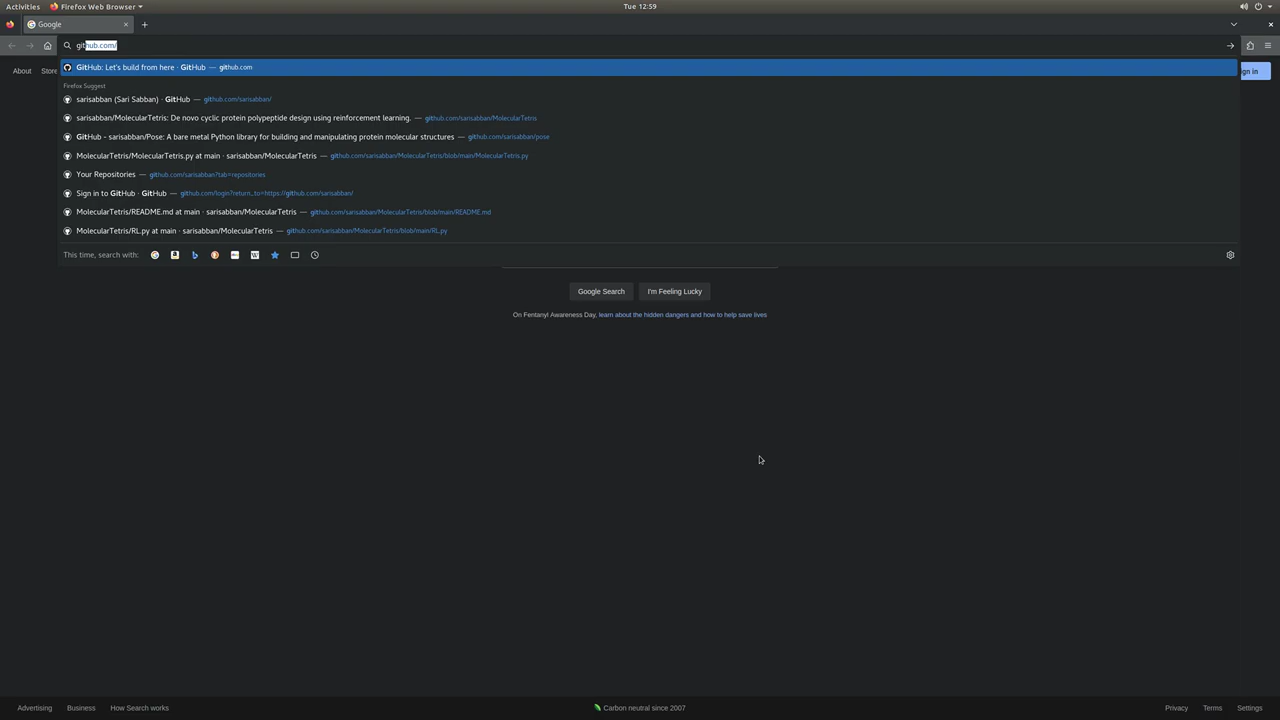 Activities Firefox Web Browser Tue 12:59
Google
github.com/
GitHub: Let's build from here · GitHub — github.com
Firefox Suggest
sarisabban (Sari Sabban) · GitHub — github.com/sarisabban/
sarisabban/MolecularTetris: De novo cyclic protein polypeptide design using reinforcement learning. — github.com/sarisabban/MolecularTetris
GitHub - sarisabban/Pose: A bare metal Python library for building and manipulating protein molecular structures — github.com/sarisabban/pose
MolecularTetris/MolecularTetris.py at main · sarisabban/MolecularTetris — github.com/sarisabban/MolecularTetris/blob/main/MolecularTetris.py
Your Repositories — github.com/sarisabban?tab=repositories
Sign in to GitHub · GitHub — github.com/login?return_to=https://github.com/sarisabban/
MolecularTetris/README.md at main · sarisabban/MolecularTetris — github.com/sarisabban/MolecularTetris/blob/main/README.md
MolecularTetris/RL.py at main · sarisabban/MolecularTetris — github.com/sarisabban/MolecularTetris/blob/main/RL.py
This time, search with:
About Store
gn in
Google Search I'm Feeling Lucky
On Fentanyl Awareness Day, learn about the hidden dangers and how to help save lives
Advertising Business How Search works Carbon neutral since 2007 Privacy Terms Settings